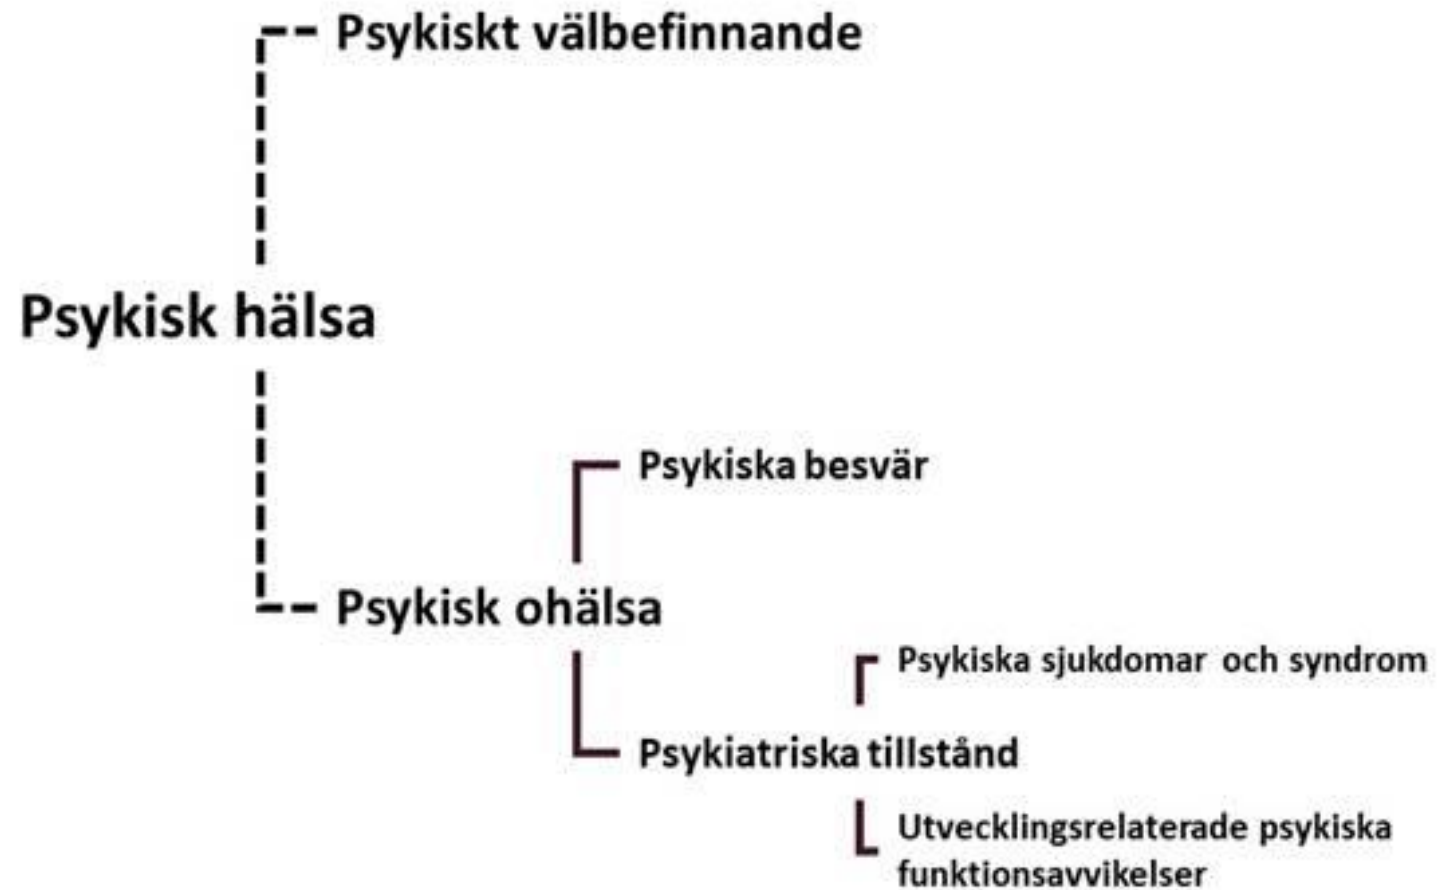 Psykiskt välbefinnande
Psykisk hälsa
Psykiska besvär
Psykisk ohälsa
Psykiska sjukdomar och syndrom
Psykiatriska tillstånd
Utvecklingsrelaterade psykiska
funktionsavvikelser